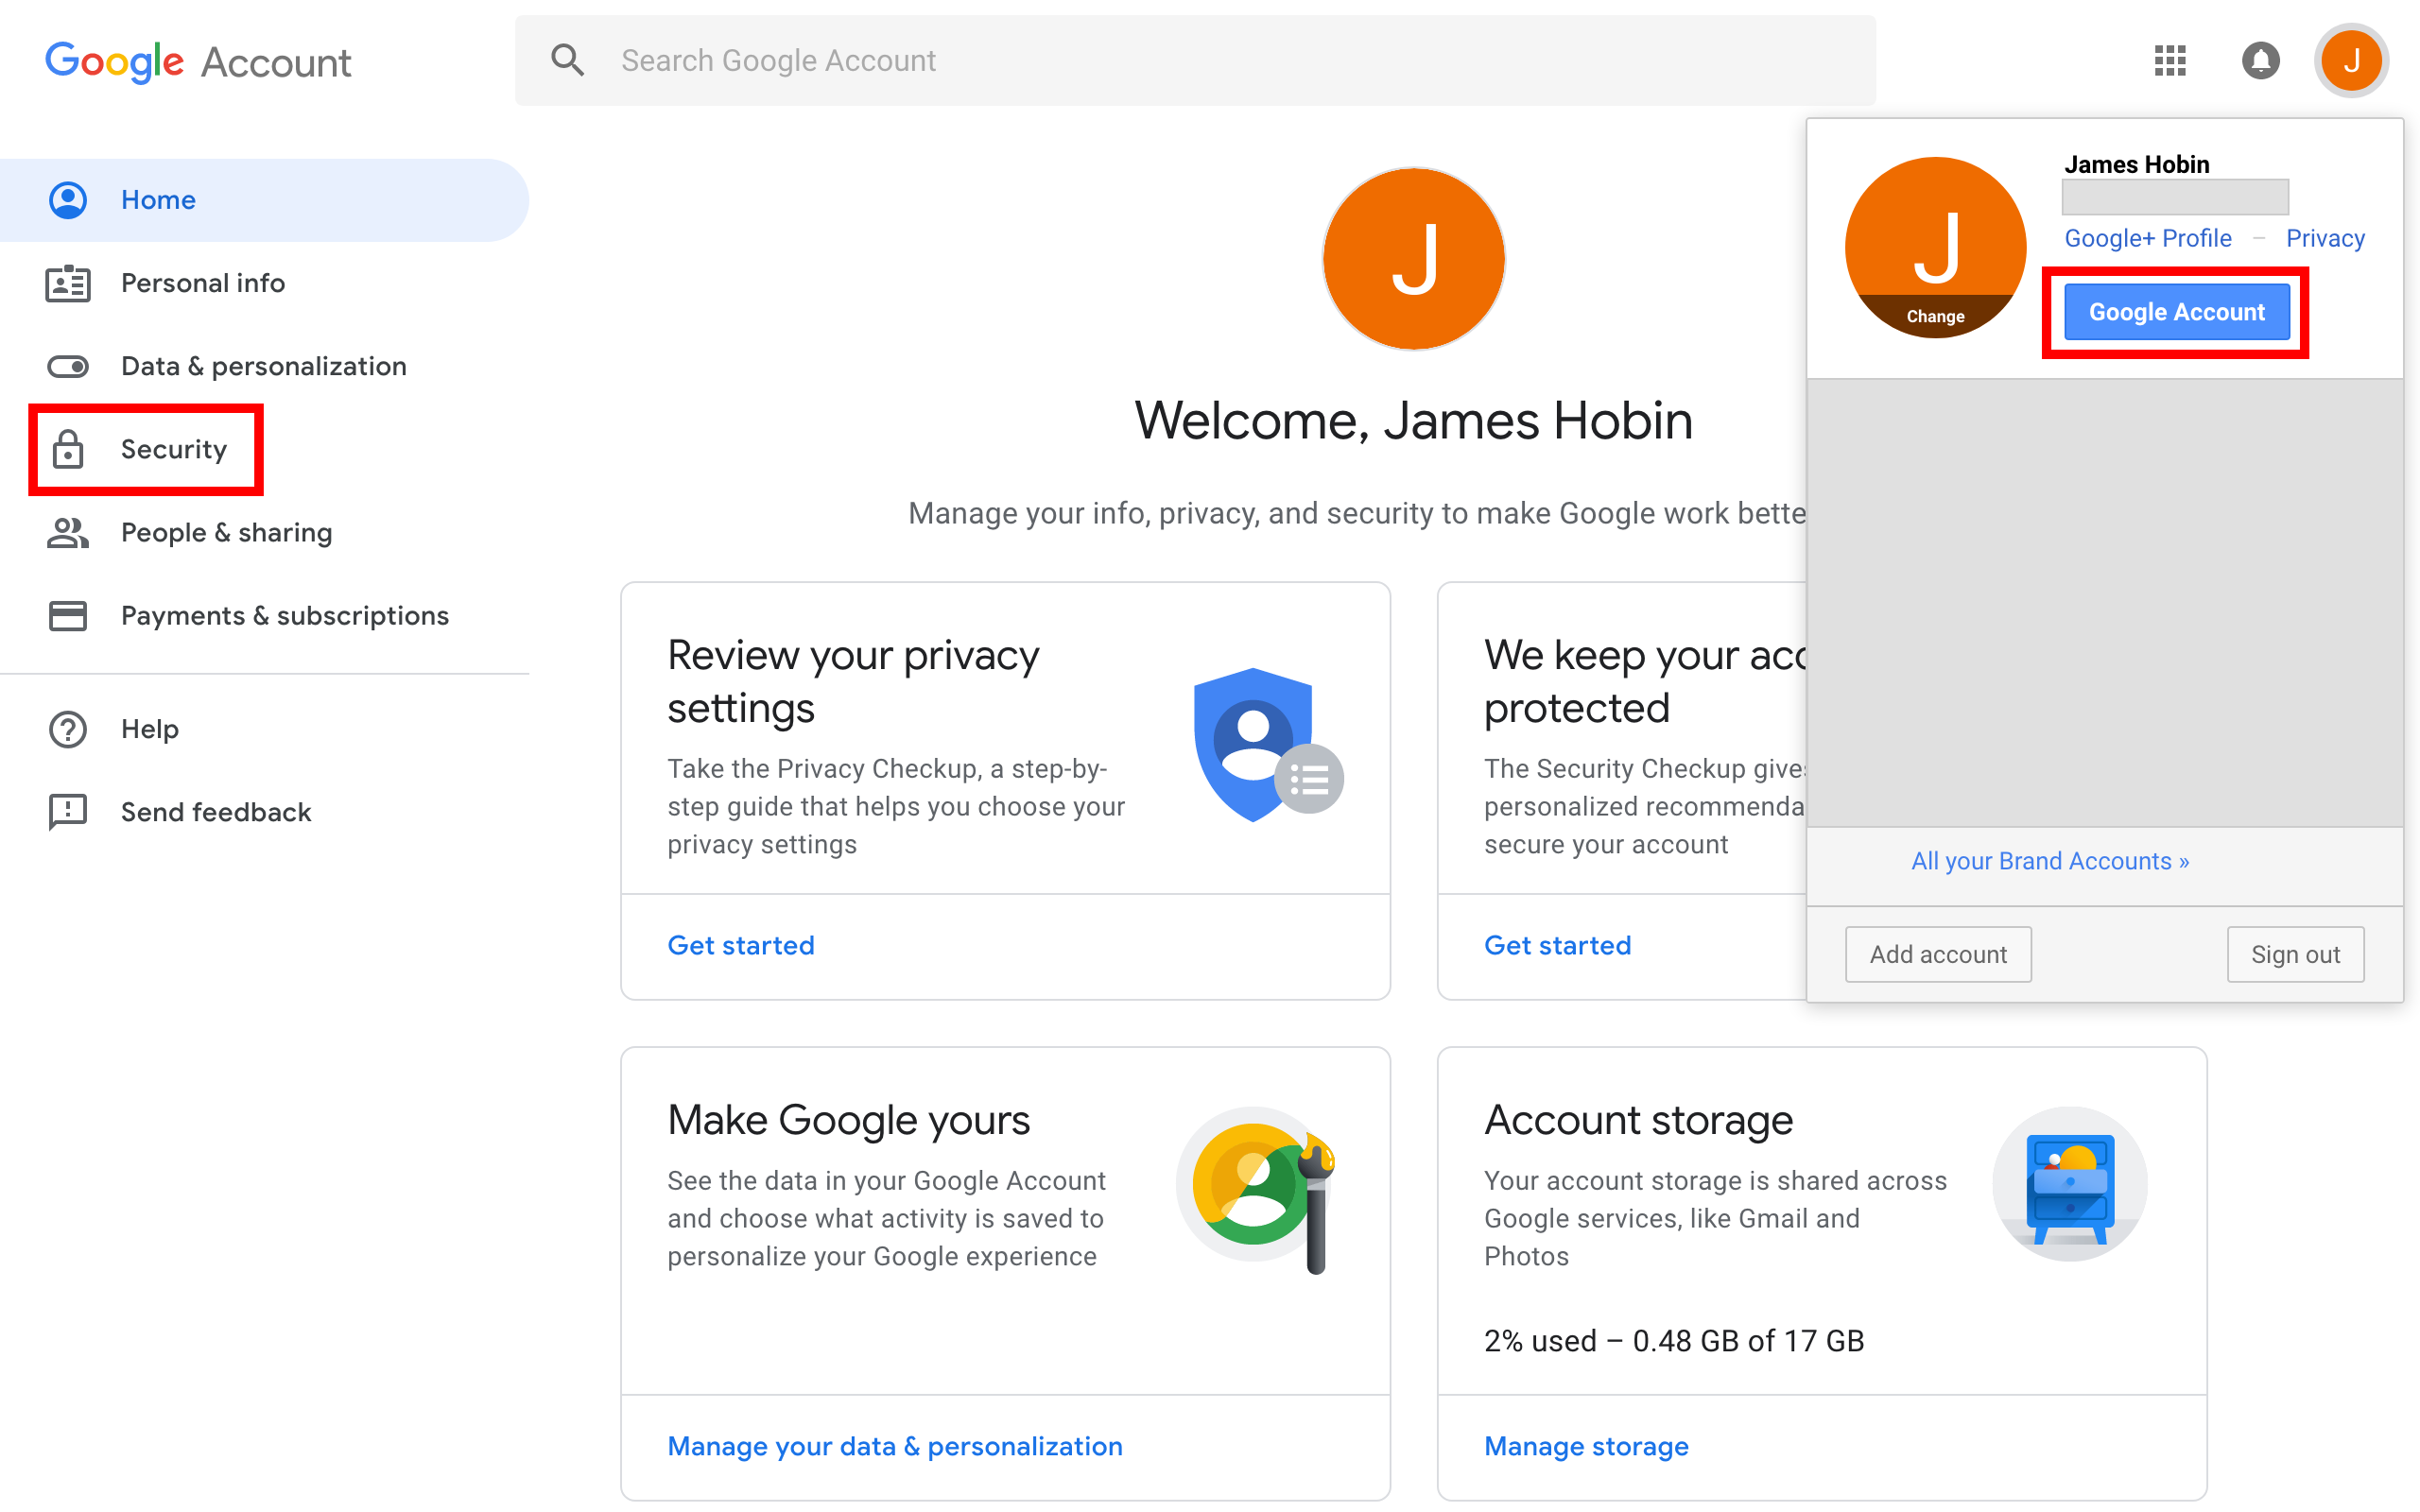 Google Account
Search Google Account
J
Home
Personal info
Data & personalization
Security
People & sharing
Payments & subscriptions
Help
Send feedback
J
Welcome, James Hobin
Manage your info, privacy, and security to make Google work bette
Review your privacy
settings
Take the Privacy Checkup, a step-by-
step guide that helps you choose your
privacy settings
Get started
We keep your acc
protected
The Security Checkup gives
personalized recommenda
secure your account
Get started
Make Google yours
See the data in your Google Account
and choose what activity is saved to
personalize your Google experience
Manage your data & personalization
Account storage
Your account storage is shared across
Google services, like Gmail and
Photos
2% used – 0.48 GB of 17 GB
Manage storage
J
Change
James Hobin
Google+ Profile – Privacy
Google Account
All your Brand Accounts »
Add account
Sign out